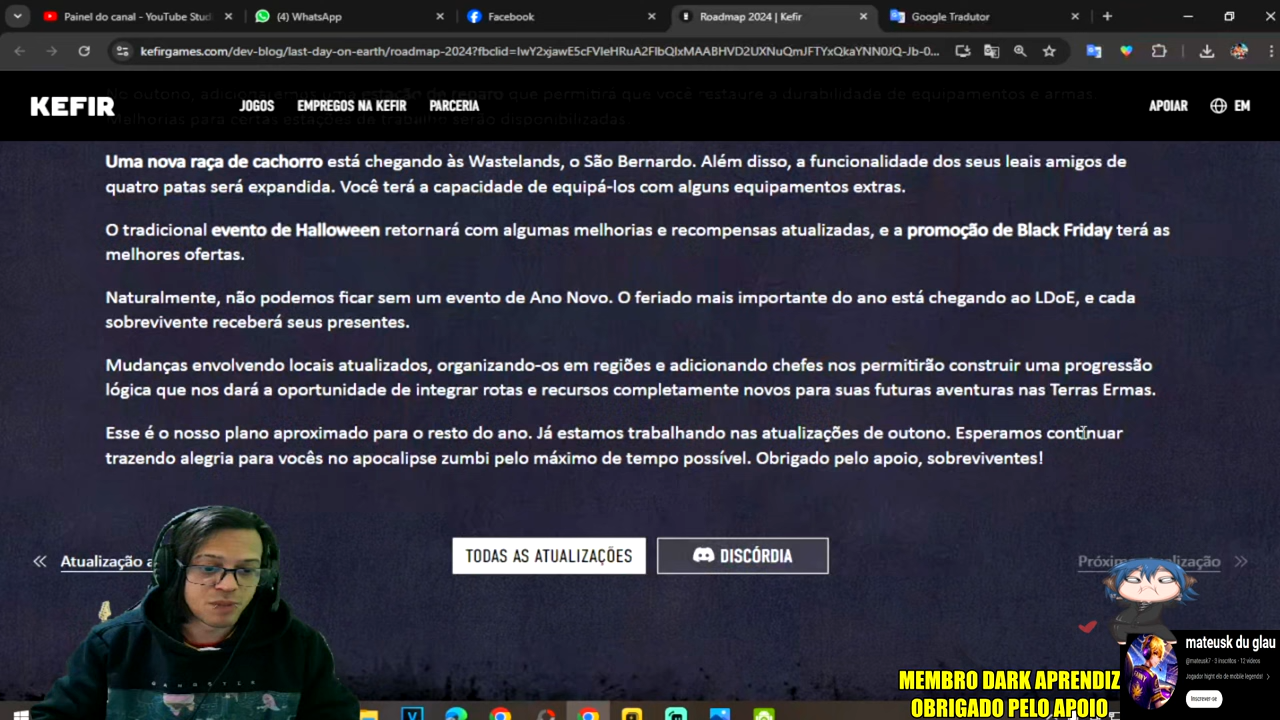 Painel do canal - YouTube Stud
(4) WhatsApp
Facebook
Roadmap 2024 | Kefir
Google Tradutor
kefirgames.com/dev-blog/last-day-on-earth/roadmap-2024?fbclid=IwY2xjawE5cFVleHRuA2FlbQIxMAABHVD2UXNuQmJFTYxQkaYNN0JQ-Jb-0...
No outono, adicionaremos uma estação de reparo que permitirá que você restaure a durabilidade de equipamentos e armas.
Melhorias para certas estações de trabalho serão disponibilizadas.
KEFIR
JOGOS
EMPREGOS NA KEFIR
PARCERIA
APOIAR
EM
Uma nova raça de cachorro está chegando às Wastelands, o São Bernardo. Além disso, a funcionalidade dos seus leais amigos de
quatro patas será expandida. Você terá a capacidade de equipá-los com alguns equipamentos extras.
O tradicional evento de Halloween retornará com algumas melhorias e recompensas atualizadas, e a promoção de Black Friday terá as
melhores ofertas.
Naturalmente, não podemos ficar sem um evento de Ano Novo. O feriado mais importante do ano está chegando ao LDoE, e cada
sobrevivente receberá seus presentes.
Mudanças envolvendo locais atualizados, organizando-os em regiões e adicionando chefes nos permitirão construir uma progressão
lógica que nos dará a oportunidade de integrar rotas e recursos completamente novos para suas futuras aventuras nas Terras Ermas.
Esse é o nosso plano aproximado para o resto do ano. Já estamos trabalhando nas atualizações de outono. Esperamos continuar
trazendo alegria para vocês no apocalipse zumbi pelo máximo de tempo possível. Obrigado pelo apoio, sobreviventes!
Atualização a
TODAS AS ATUALIZAÇÕES
DISCÓRDIA
Próxima atualização
mateusk du glau
@mateusk7 · 3 inscritos · 12 vídeos
Jogador hight elo de mobile legends!
Inscrever-se
MEMBRO DARK APRENDIZ
OBRIGADO PELO APOIO